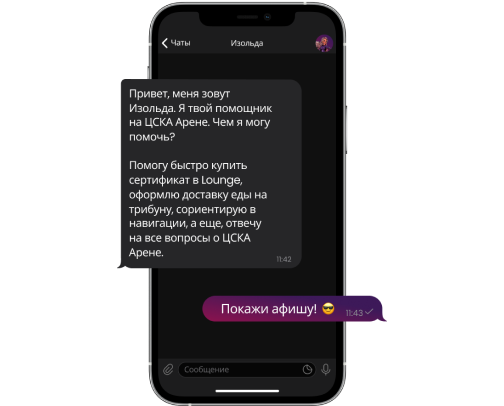 Чаты
Изольда
Привет, меня зовут
Изольда. Я твой помощник
на ЦСКА Арене. Чем я могу
помочь?
Помогу быстро купить
сертификат в Lounge,
оформлю доставку еды на
трибуну, сориентирую в
навигации, а еще, отвечу
на все вопросы о ЦСКА
Арене.
11:42
Покажи афишу! 😎
11:43
Сообщение